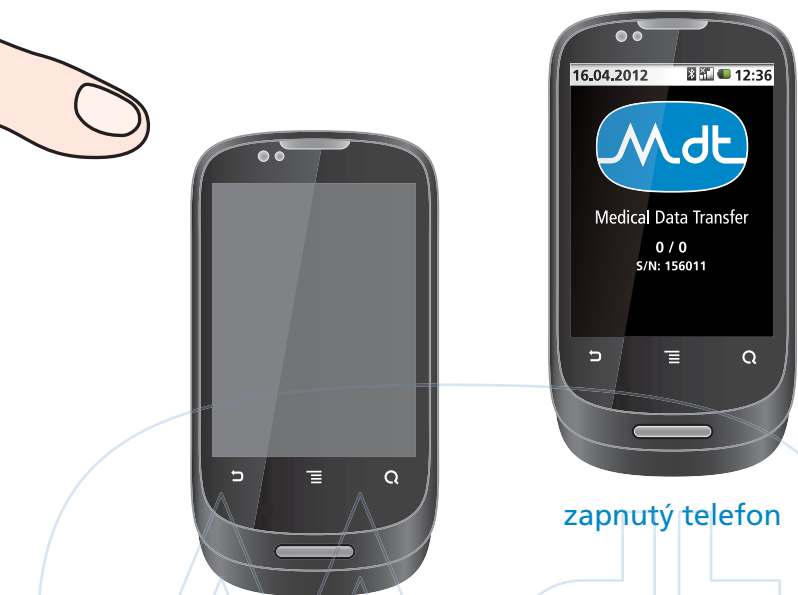 16.04.2012 12:36
Mdt
Medical Data Transfer
0 / 0
S/N: 156011
zapnutý telefon